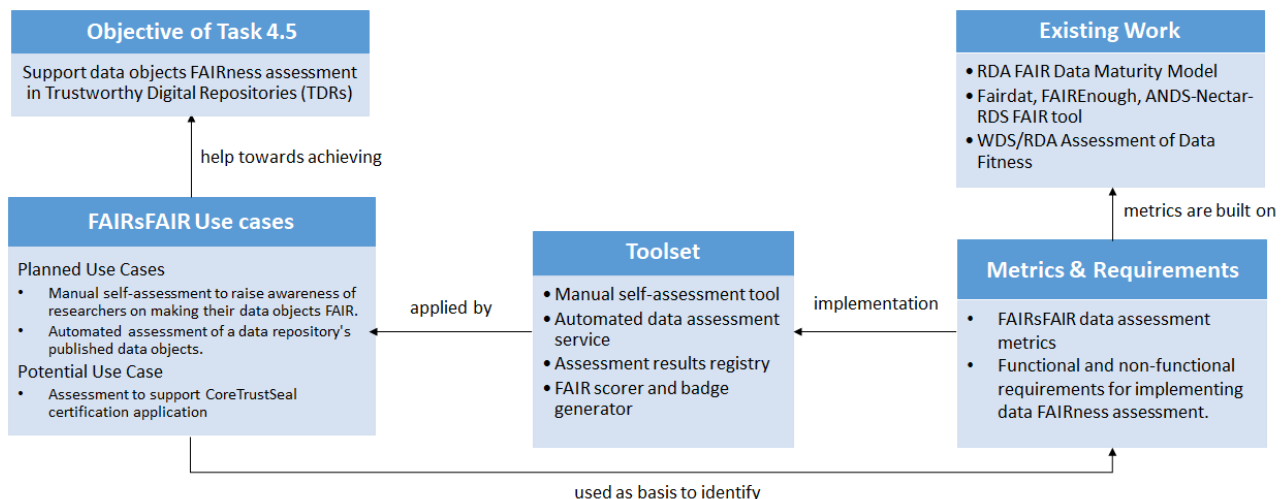 Objective of Task 4.5
Support data objects FAIRness assessment
in Trustworthy Digital Repositories (TDRs)
help towards achieving
FAIRsFAIR Use cases
Planned Use Cases
• Manual self-assessment to raise awareness of
researchers on making their data objects FAIR.
• Automated assessment of a data repository's
published data objects.
Potential Use Case
• Assessment to support CoreTrustSeal
certification application
applied by
Toolset
• Manual self-assessment tool
• Automated data assessment
service
• Assessment results registry
• FAIR scorer and badge
generator
implementation
Existing Work
• RDA FAIR Data Maturity Model
• Fairdat, FAIREnough, ANDS-Nectar-
RDS FAIR tool
• WDS/RDA Assessment of Data
Fitness
metrics are built on
Metrics & Requirements
• FAIRsFAIR data assessment
metrics
• Functional and non-functional
requirements for implementing
data FAIRness assessment.
used as basis to identify